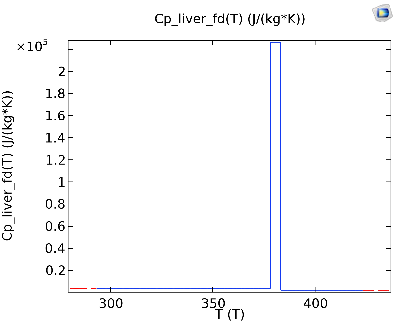 Cp_liver_fd(T) (J/(kg*K))
×10⁵
Cp_liver_fd(T) (J/(kg*K))
2
1.8
1.6
1.4
1.2
1
0.8
0.6
0.4
0.2
300 350 400
T (T)